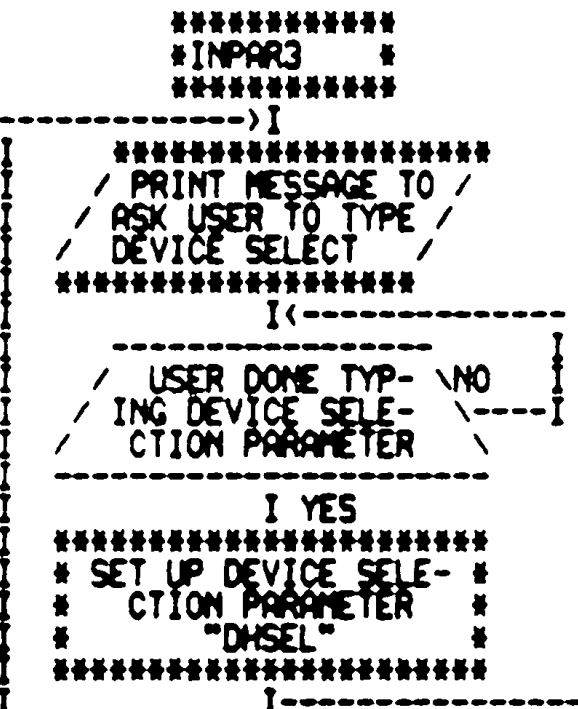 INPAR3
PRINT MESSAGE TO
ASK USER TO TYPE
DEVICE SELECT
USER DONE TYP- NO
ING DEVICE SELE-
CTION PARAMETER
YES
SET UP DEVICE SELE-
CTION PARAMETER
"DHSEL"